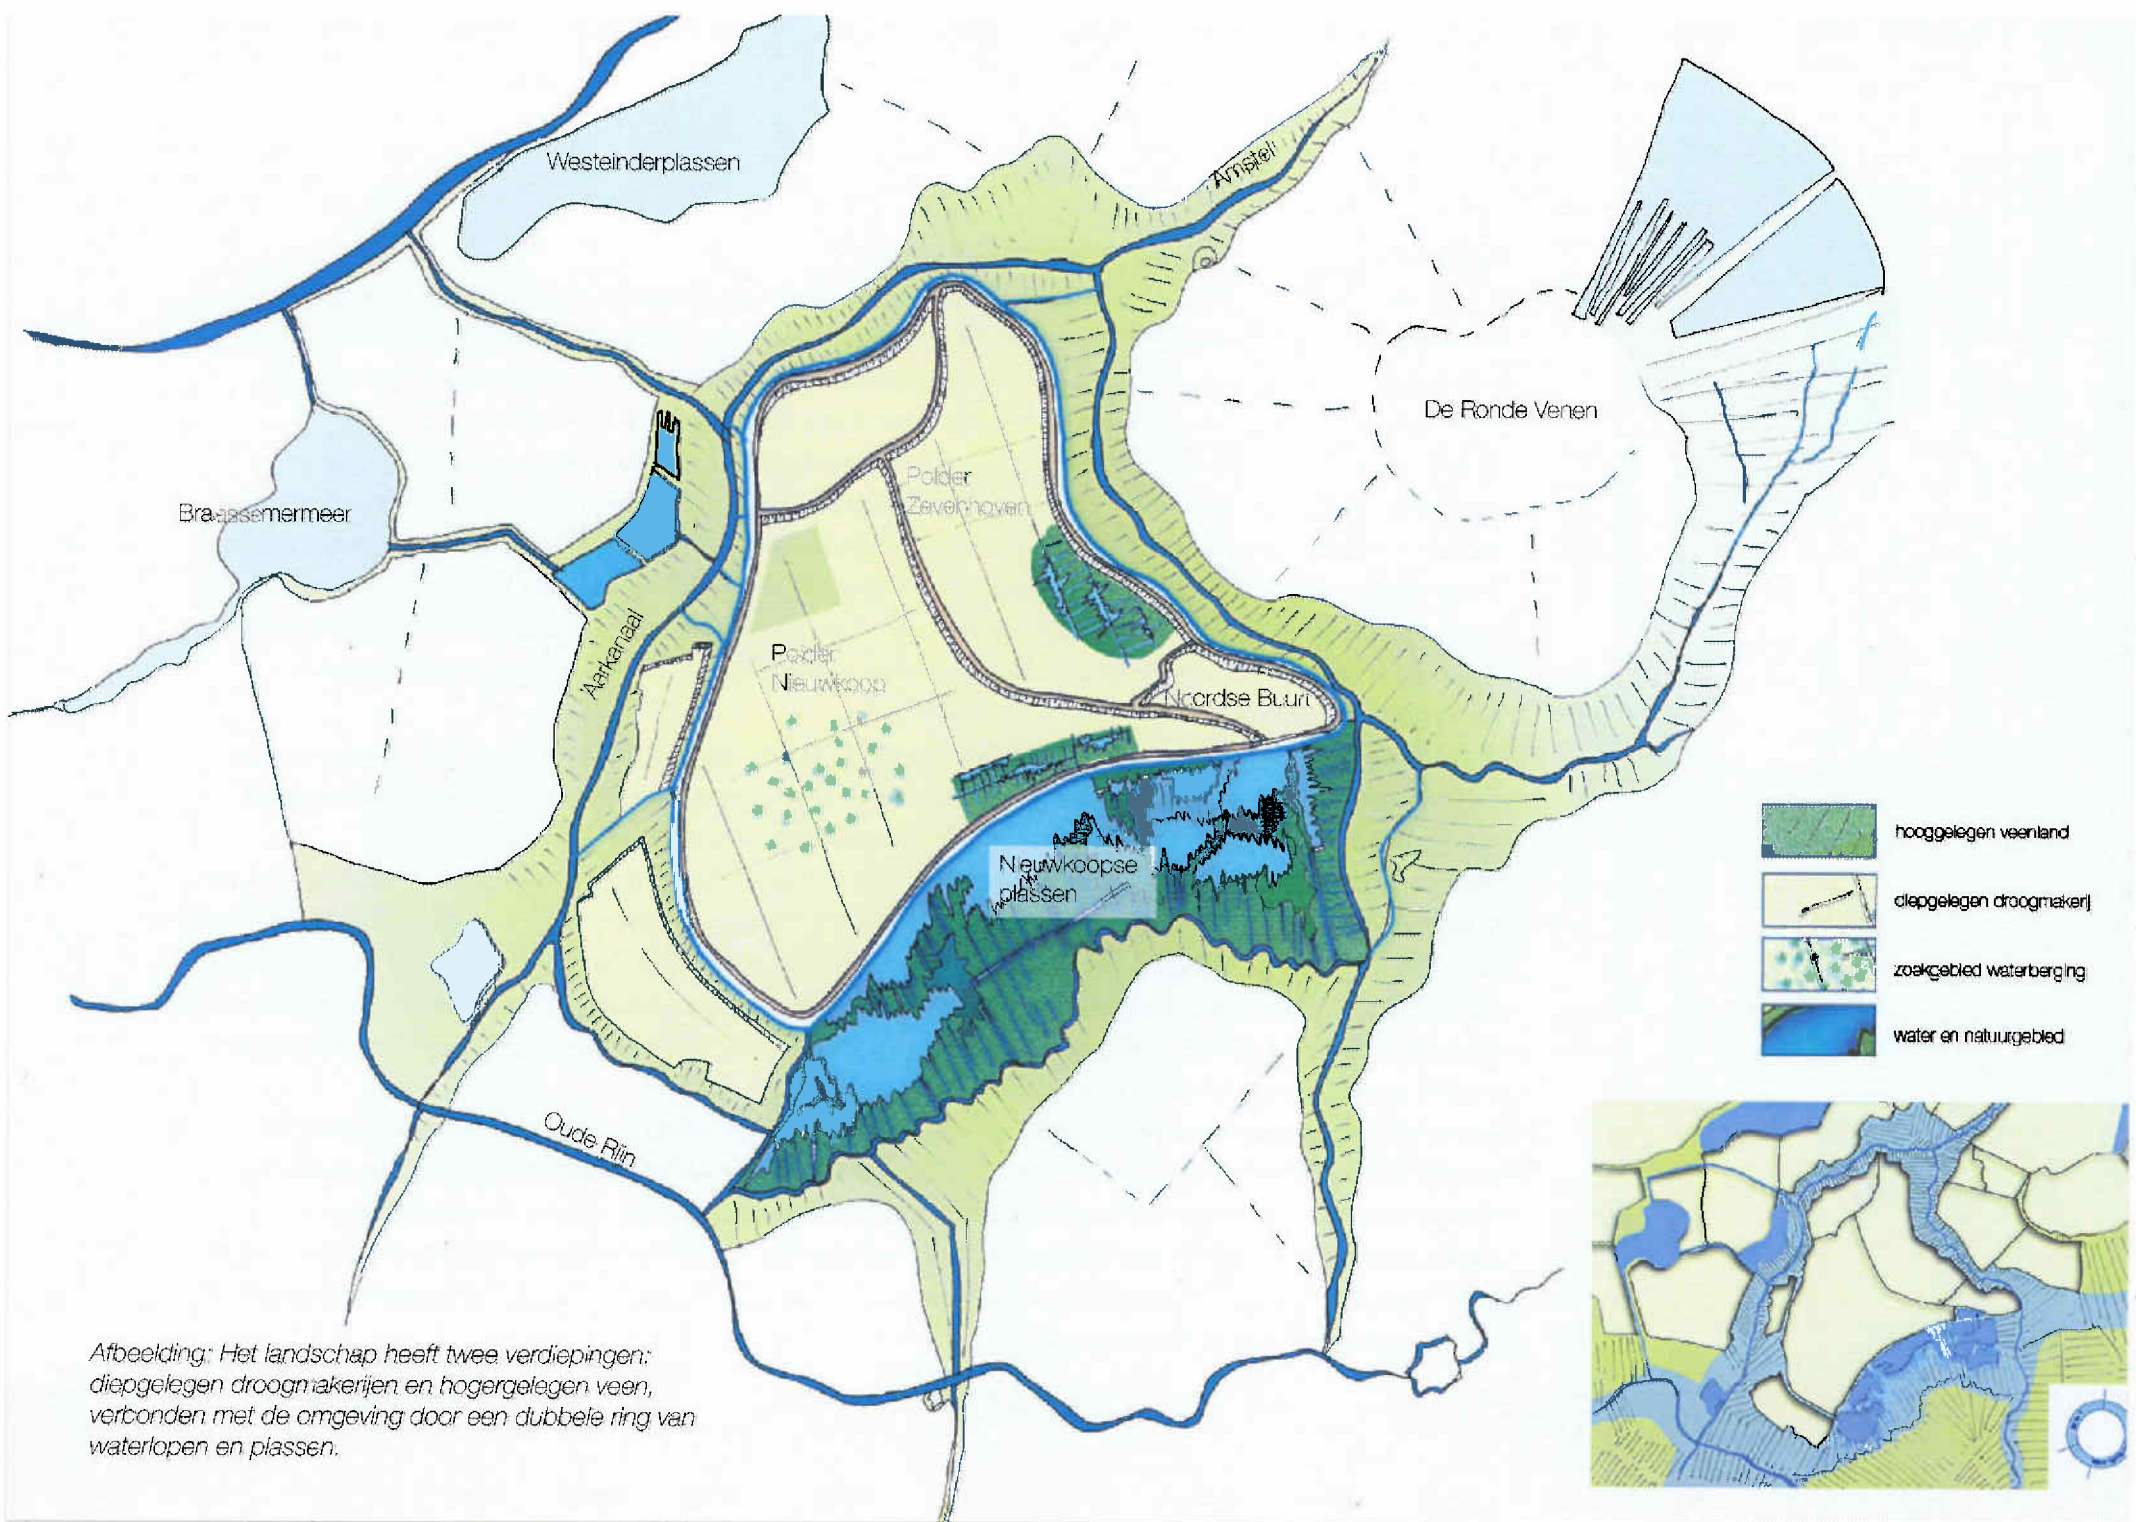 Westeinderplassen
Amstel
De Ronde Venen
Braassemermeer
Polder
Zevenhoven
Aarkanaal
Polder
Nieuwkoop
Noordse Buurt
Nieuwkoopse
plassen
Oude Rijn
hooggelegen veenland
diepgelegen droogmakerij
zoekgebied waterberging
water en natuurgebied
Afbeelding: Het landschap heeft twee verdiepingen:
diepgelegen droogmakerijen en hogergelegen veen,
verbonden met de omgeving door een dubbele ring van
waterlopen en plassen.